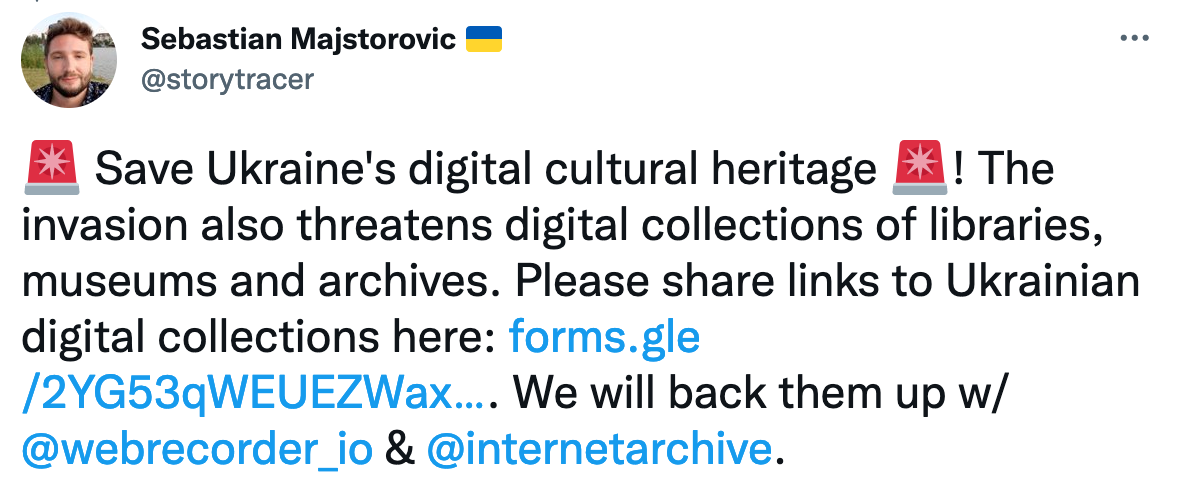 Sebastian Majstorovic 🇺🇦
@storytracer
🚨 Save Ukraine's digital cultural heritage 🚨! The
invasion also threatens digital collections of libraries,
museums and archives. Please share links to Ukrainian
digital collections here: forms.gle
/2YG53qWEUEZWax…. We will back them up w/
@webrecorder_io & @internetarchive.